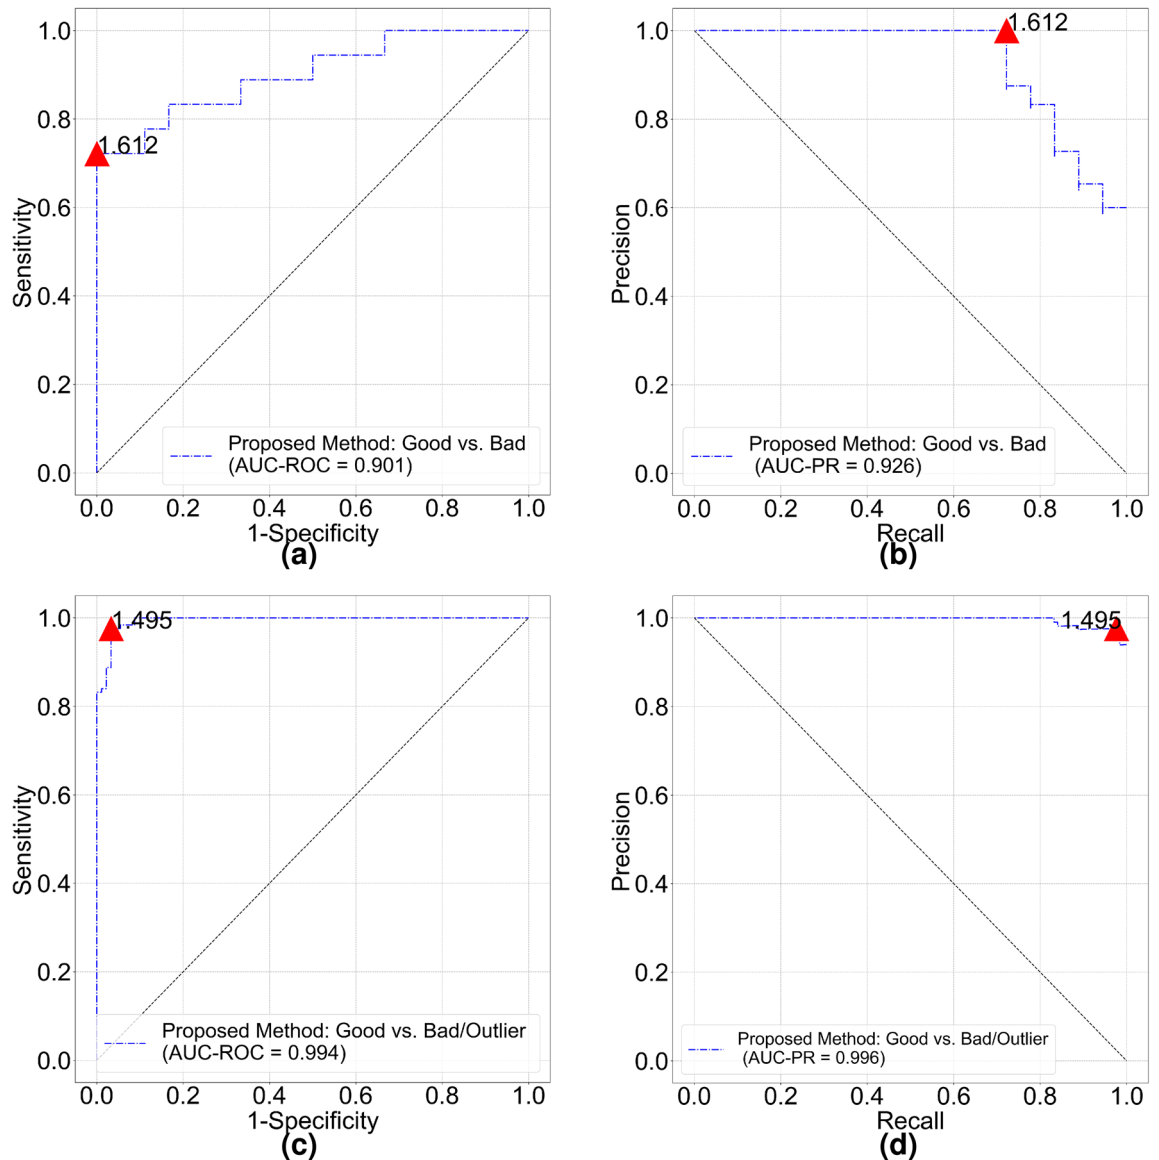 1.0
0.8
0.6
0.4
0.2
0.0
Sensitivity
1.612
Proposed Method: Good vs. Bad
(AUC-ROC = 0.901)
0.0 0.2 0.4 0.6 0.8 1.0
1-Specificity
(a)
1.0
0.8
0.6
0.4
0.2
0.0
Precision
1.612
Proposed Method: Good vs. Bad
(AUC-PR = 0.926)
0.0 0.2 0.4 0.6 0.8 1.0
Recall
(b)
1.0
0.8
0.6
0.4
0.2
0.0
Sensitivity
1.495
Proposed Method: Good vs. Bad/Outlier
(AUC-ROC = 0.994)
0.0 0.2 0.4 0.6 0.8 1.0
1-Specificity
(c)
1.0
0.8
0.6
0.4
0.2
0.0
Precision
1.495
Proposed Method: Good vs. Bad/Outlier
(AUC-PR = 0.996)
0.0 0.2 0.4 0.6 0.8 1.0
Recall
(d)